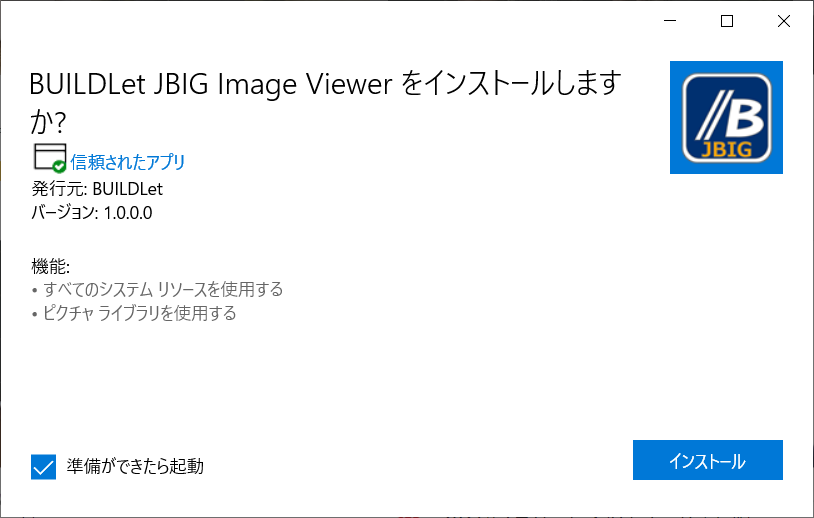 BUILDLet JBIG Image Viewer をインストールします
か?
信頼されたアプリ
発行元: BUILDLet
バージョン: 1.0.0.0
機能:
• すべてのシステム リソースを使用する
• ピクチャ ライブラリを使用する
準備ができたら起動
インストール
B
JBIG